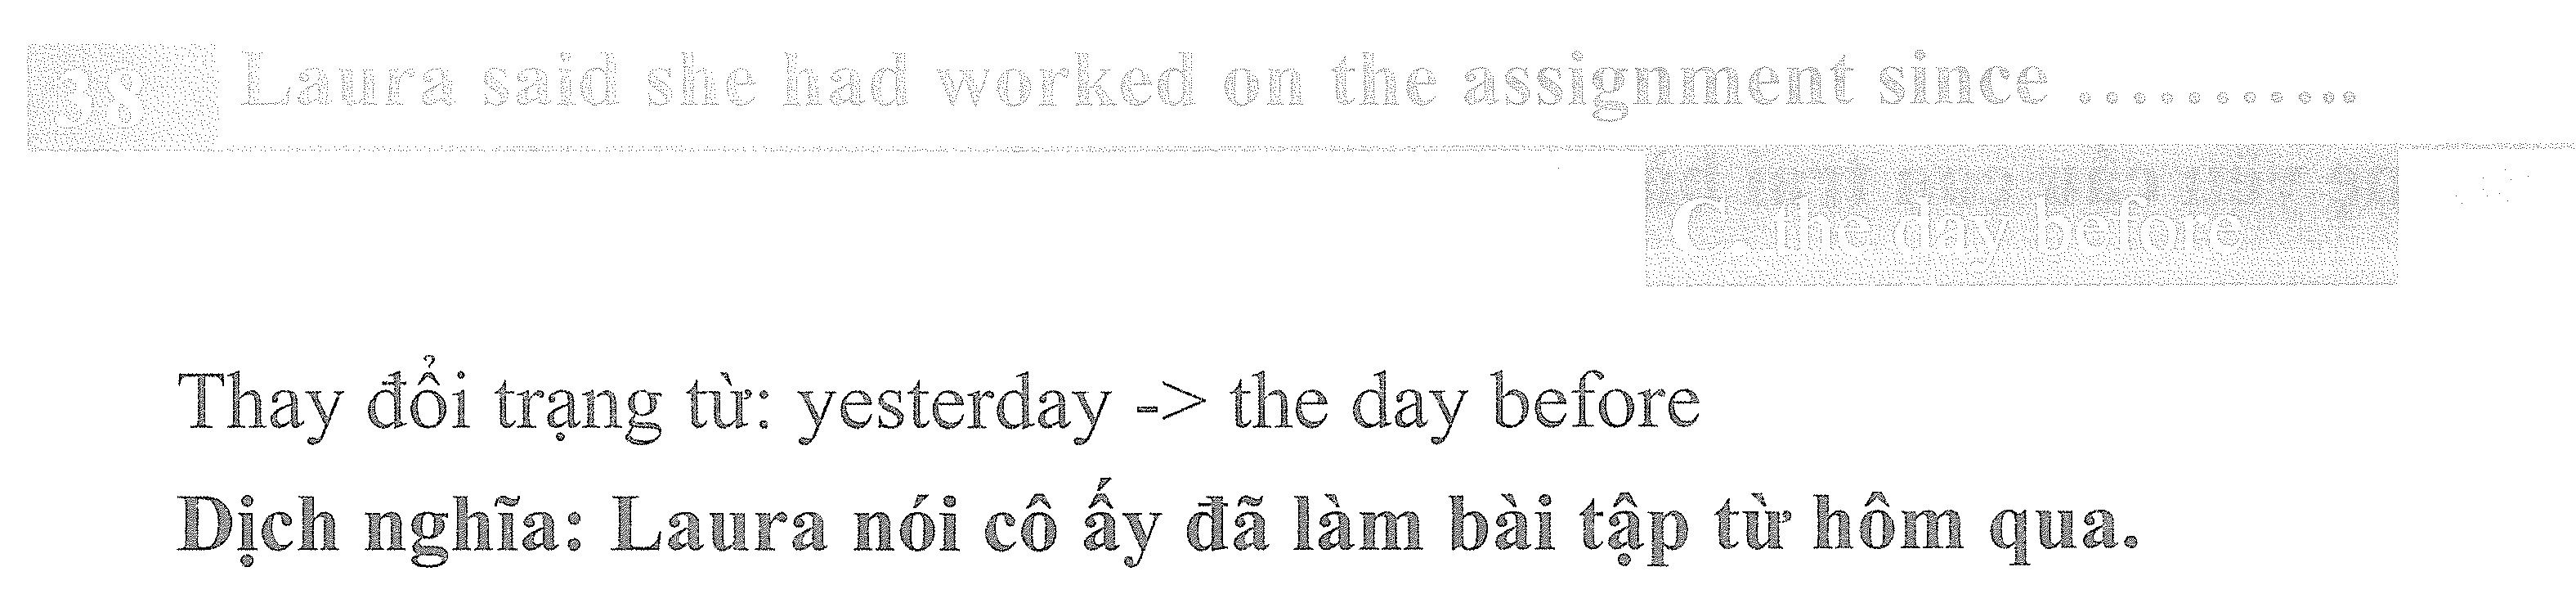 38 Laura said she had worked on the assignment since ...........
C. the day before
Thay đổi trạng từ: yesterday -> the day before
Dịch nghĩa: Laura nói cô ấy đã làm bài tập từ hôm qua.